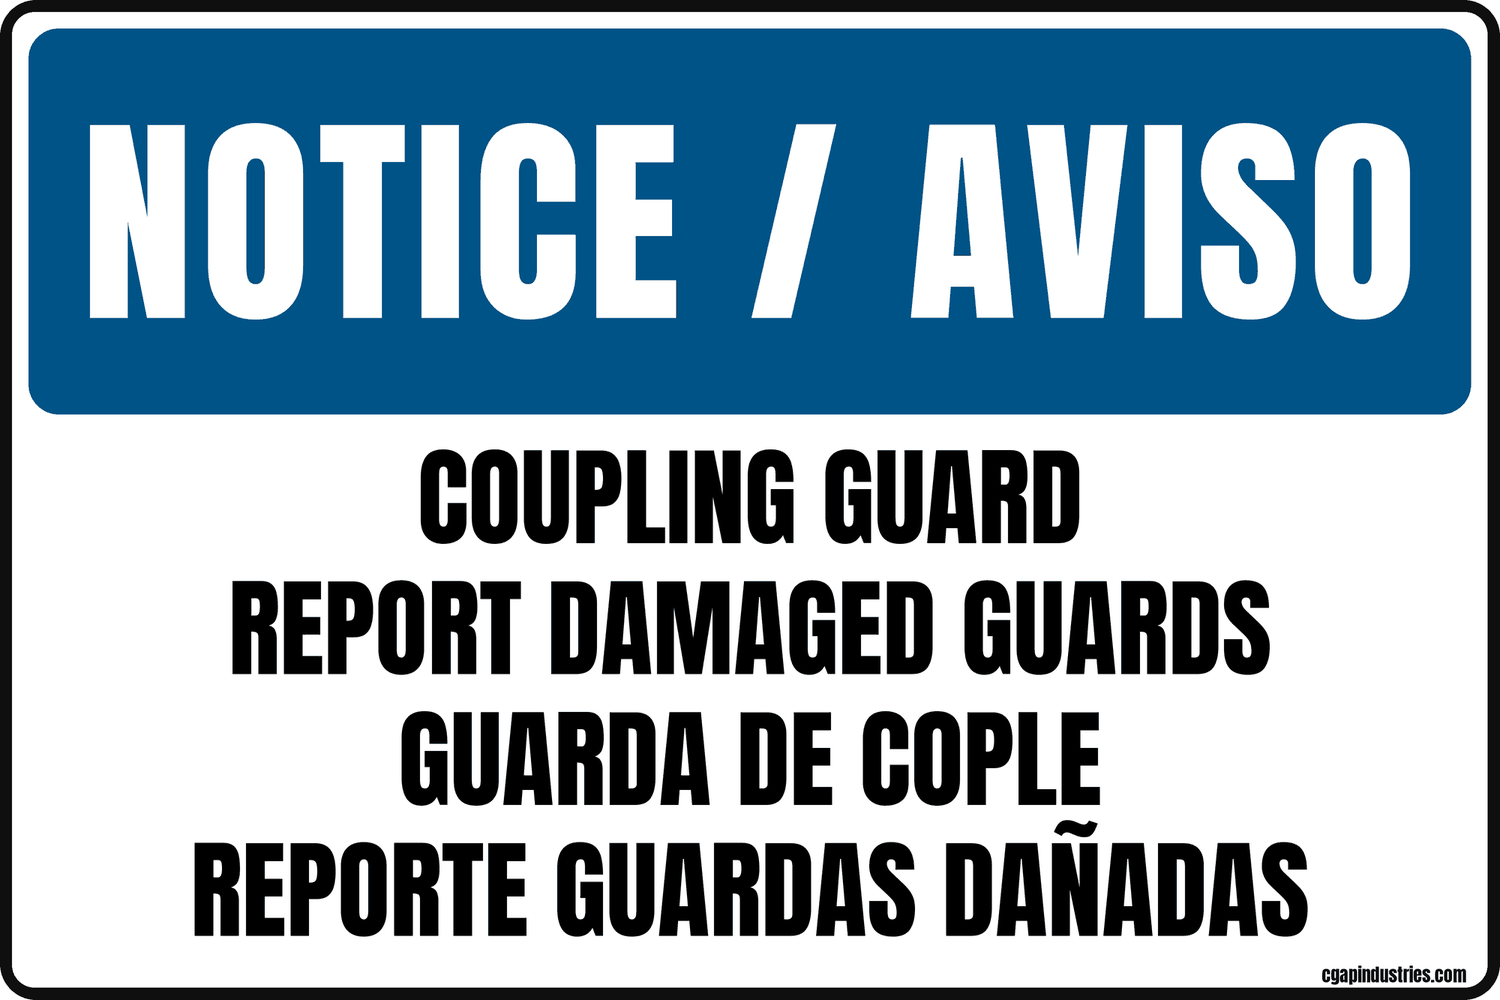 NOTICE / AVISO
COUPLING GUARD
REPORT DAMAGED GUARDS
GUARDA DE COPLE
REPORTE GUARDAS DAÑADAS
cgapindustries.com